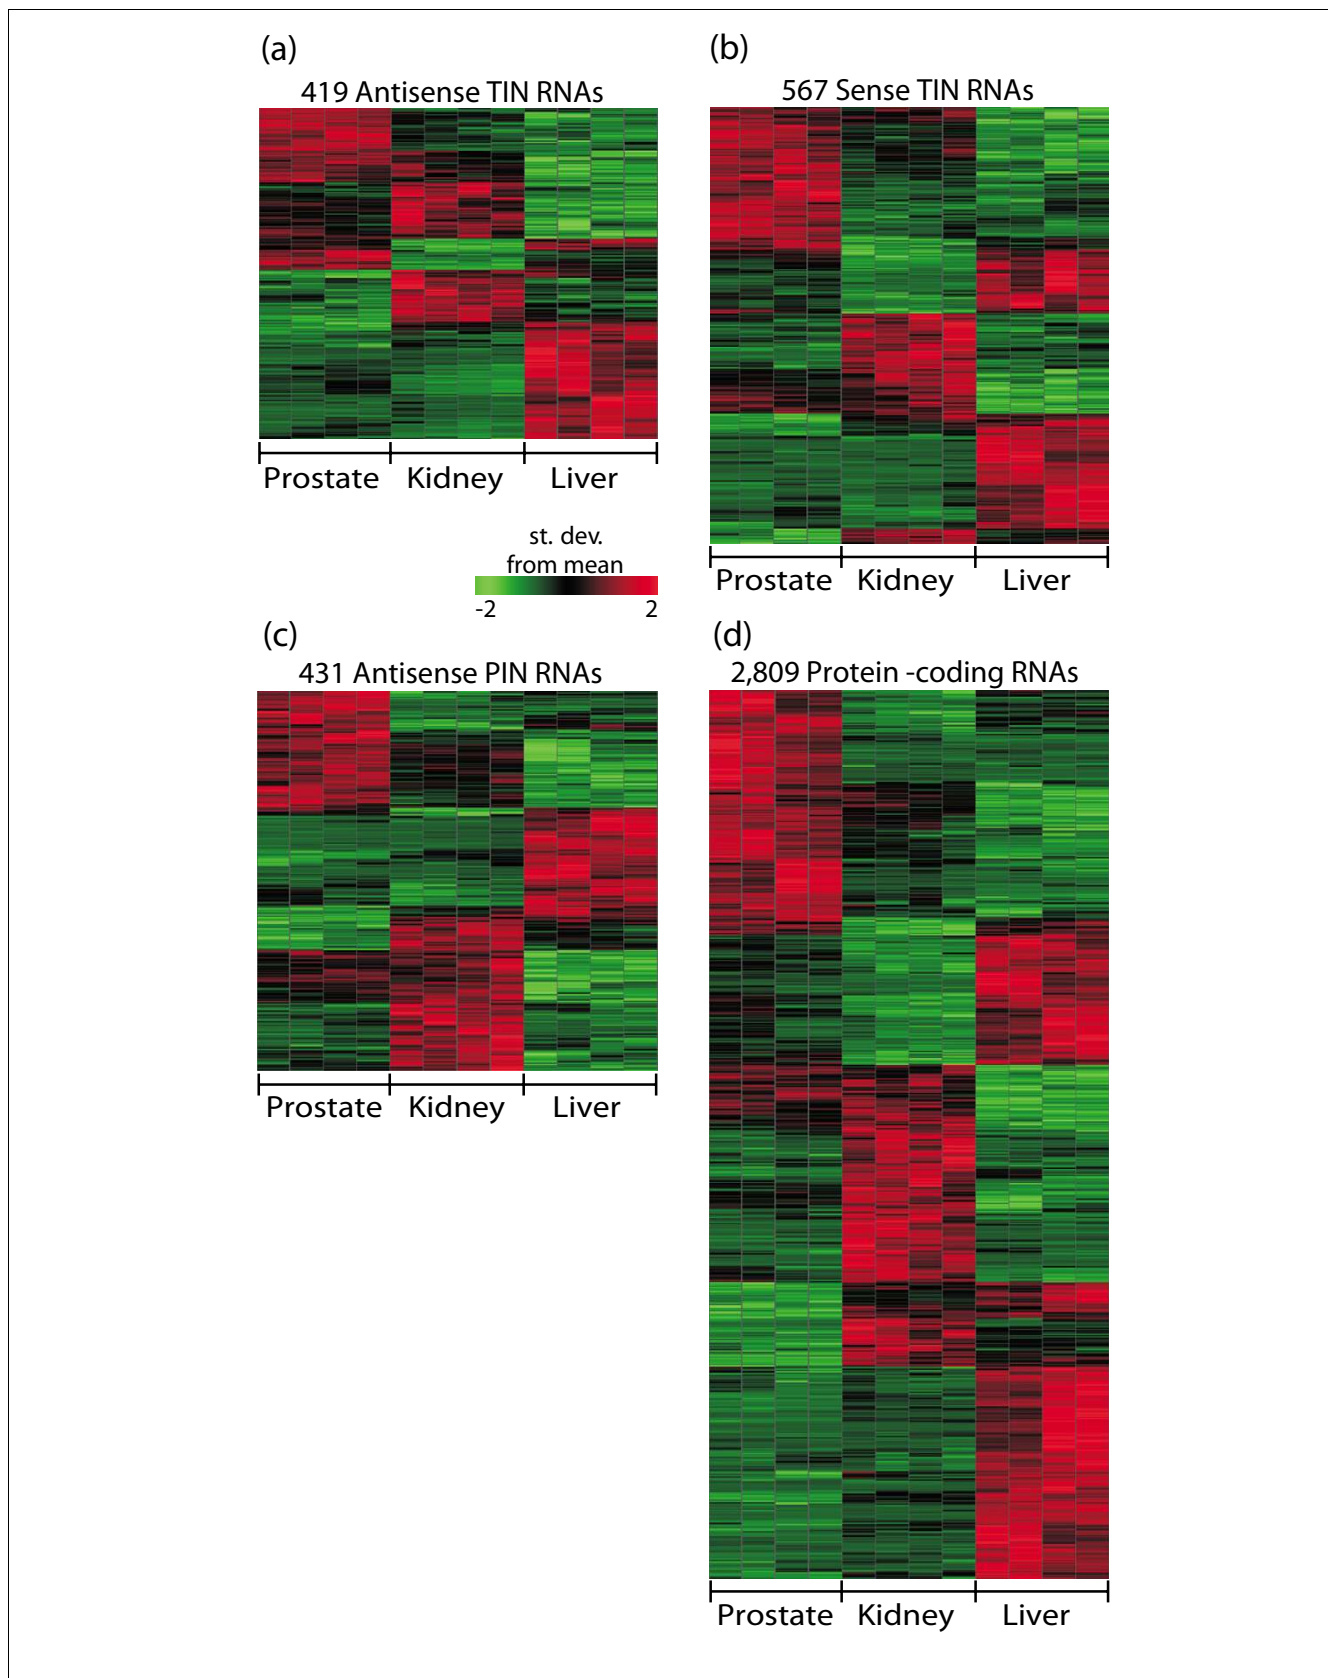 (a)
419 Antisense TIN RNAs
Prostate Kidney Liver
(b)
567 Sense TIN RNAs
Prostate Kidney Liver
st. dev.
from mean
-2 2
(c)
431 Antisense PIN RNAs
Prostate Kidney Liver
(d)
2,809 Protein -coding RNAs
Prostate Kidney Liver